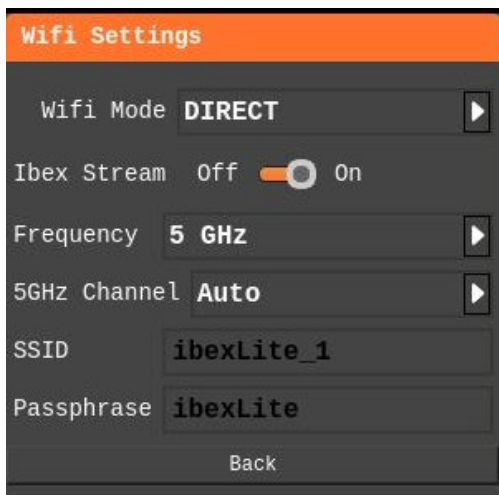 Wifi Settings
Wifi Mode DIRECT
Ibex Stream Off On
Frequency 5 GHz
5GHz Channel Auto
SSID ibexLite_1
Passphrase ibexLite
Back